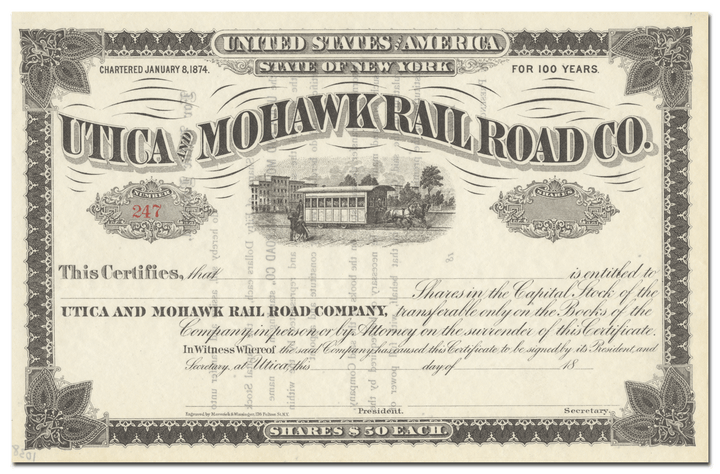 UNITED STATES OF AMERICA
STATE OF NEW YORK
CHARTERED JANUARY 8, 1874.
FOR 100 YEARS.
UTICA AND MOHAWK RAIL ROAD CO.
NUMBER
247
SHARES
This Certifies, that is entitled to
Shares in the Capital Stock of the
UTICA AND MOHAWK RAIL ROAD COMPANY, transferable only on the Books of the
Company, in person or by Attorney on the surrender of this Certificate.
In Witness Whereof the said Company has caused this Certificate to be signed by its President, and
Secretary, at Utica, this day of 18
President.
Secretary.
SHARES $50 EACH.